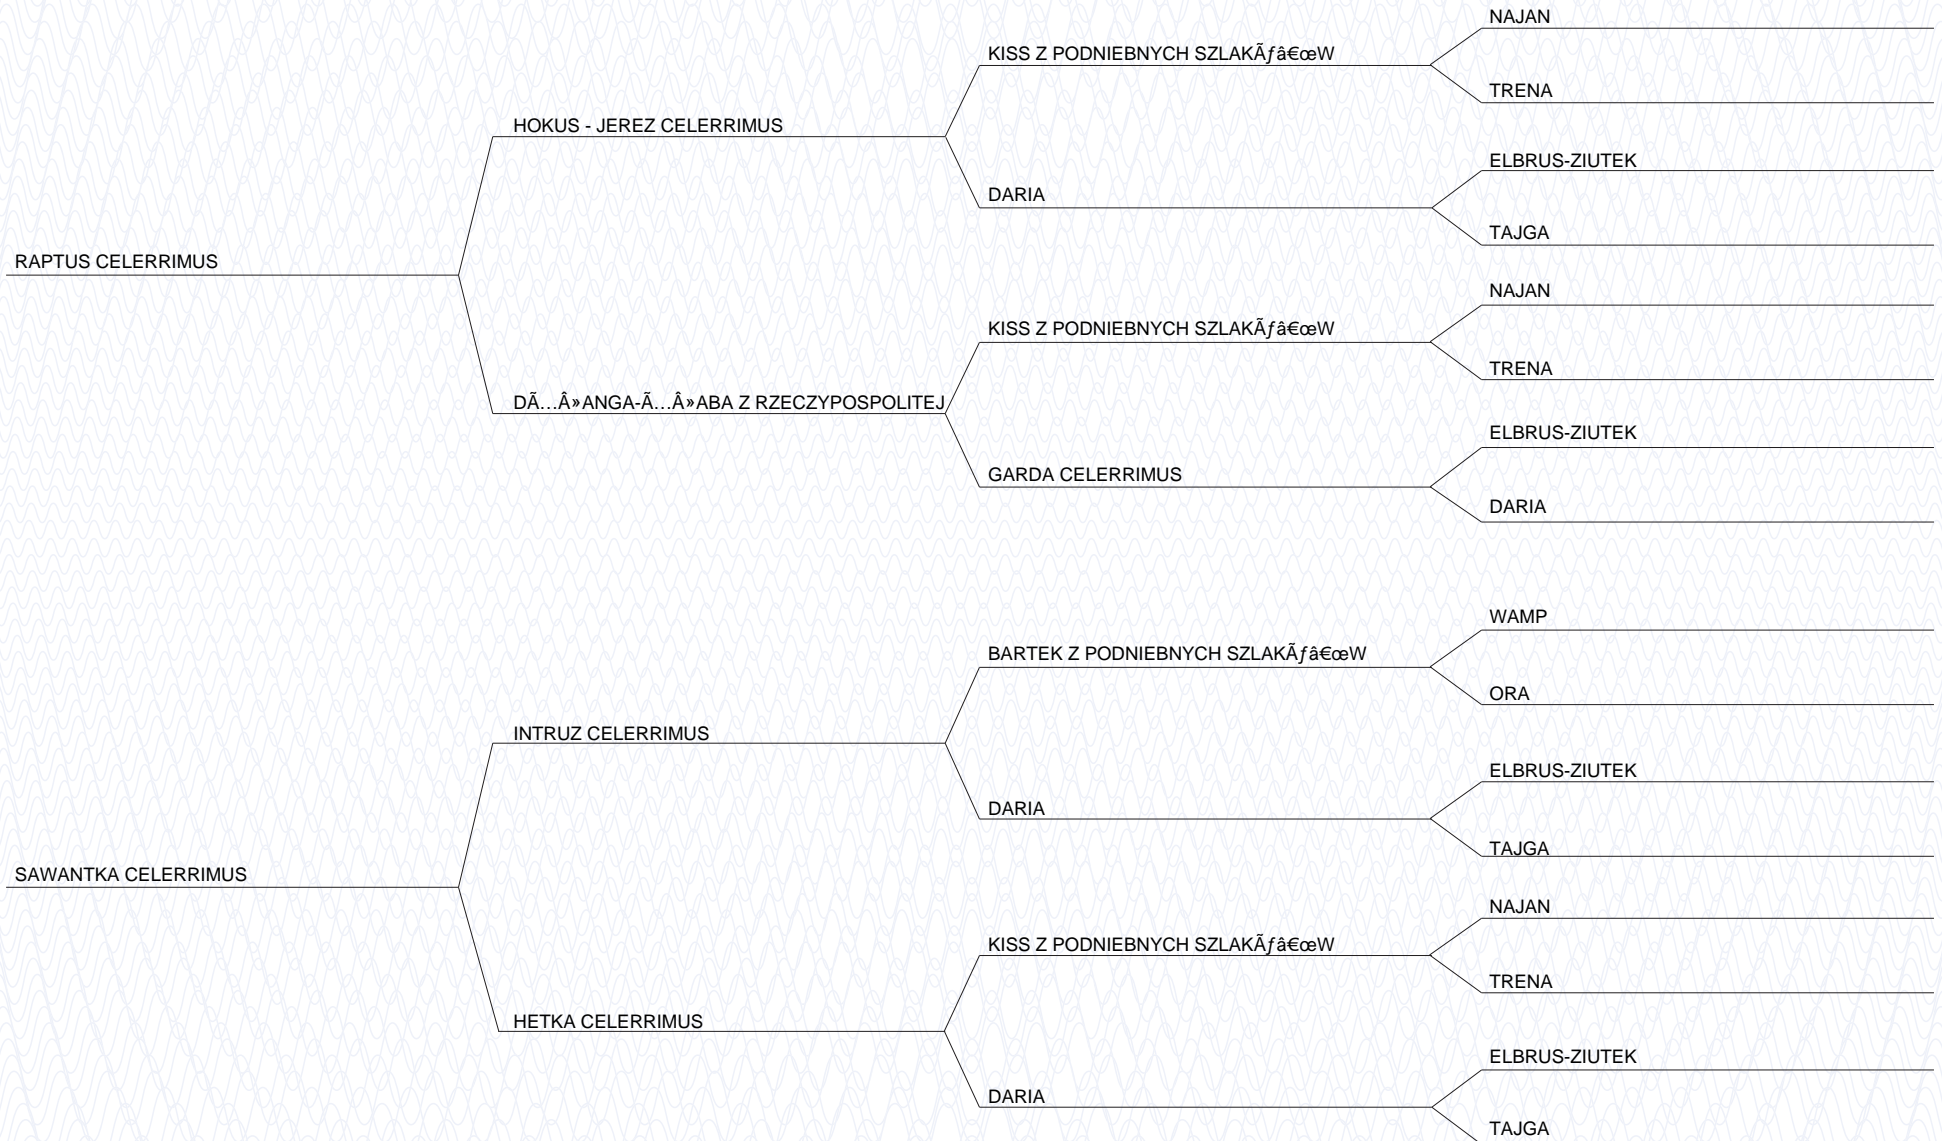 NAJAN
KISS Z PODNIEBNYCH SZLAKÃƒâ€œW
TRENA
HOKUS - JEREZ CELERRIMUS
ELBRUS-ZIUTEK
DARIA
TAJGA
RAPTUS CELERRIMUS
NAJAN
KISS Z PODNIEBNYCH SZLAKÃƒâ€œW
TRENA
DÃ…Â»ANGA-Ã…Â»ABA Z RZECZYPOSPOLITEJ
ELBRUS-ZIUTEK
GARDA CELERRIMUS
DARIA
WAMP
BARTEK Z PODNIEBNYCH SZLAKÃƒâ€œW
ORA
INTRUZ CELERRIMUS
ELBRUS-ZIUTEK
DARIA
TAJGA
SAWANTKA CELERRIMUS
NAJAN
KISS Z PODNIEBNYCH SZLAKÃƒâ€œW
TRENA
HETKA CELERRIMUS
ELBRUS-ZIUTEK
DARIA
TAJGA